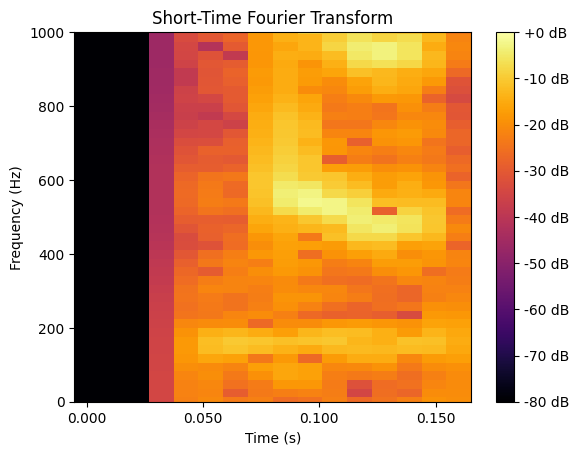 Short-Time Fourier Transform
1000
800
600
400
200
0
Frequency (Hz)
0.000
0.050
0.100
0.150
Time (s)
+0 dB
-10 dB
-20 dB
-30 dB
-40 dB
-50 dB
-60 dB
-70 dB
-80 dB